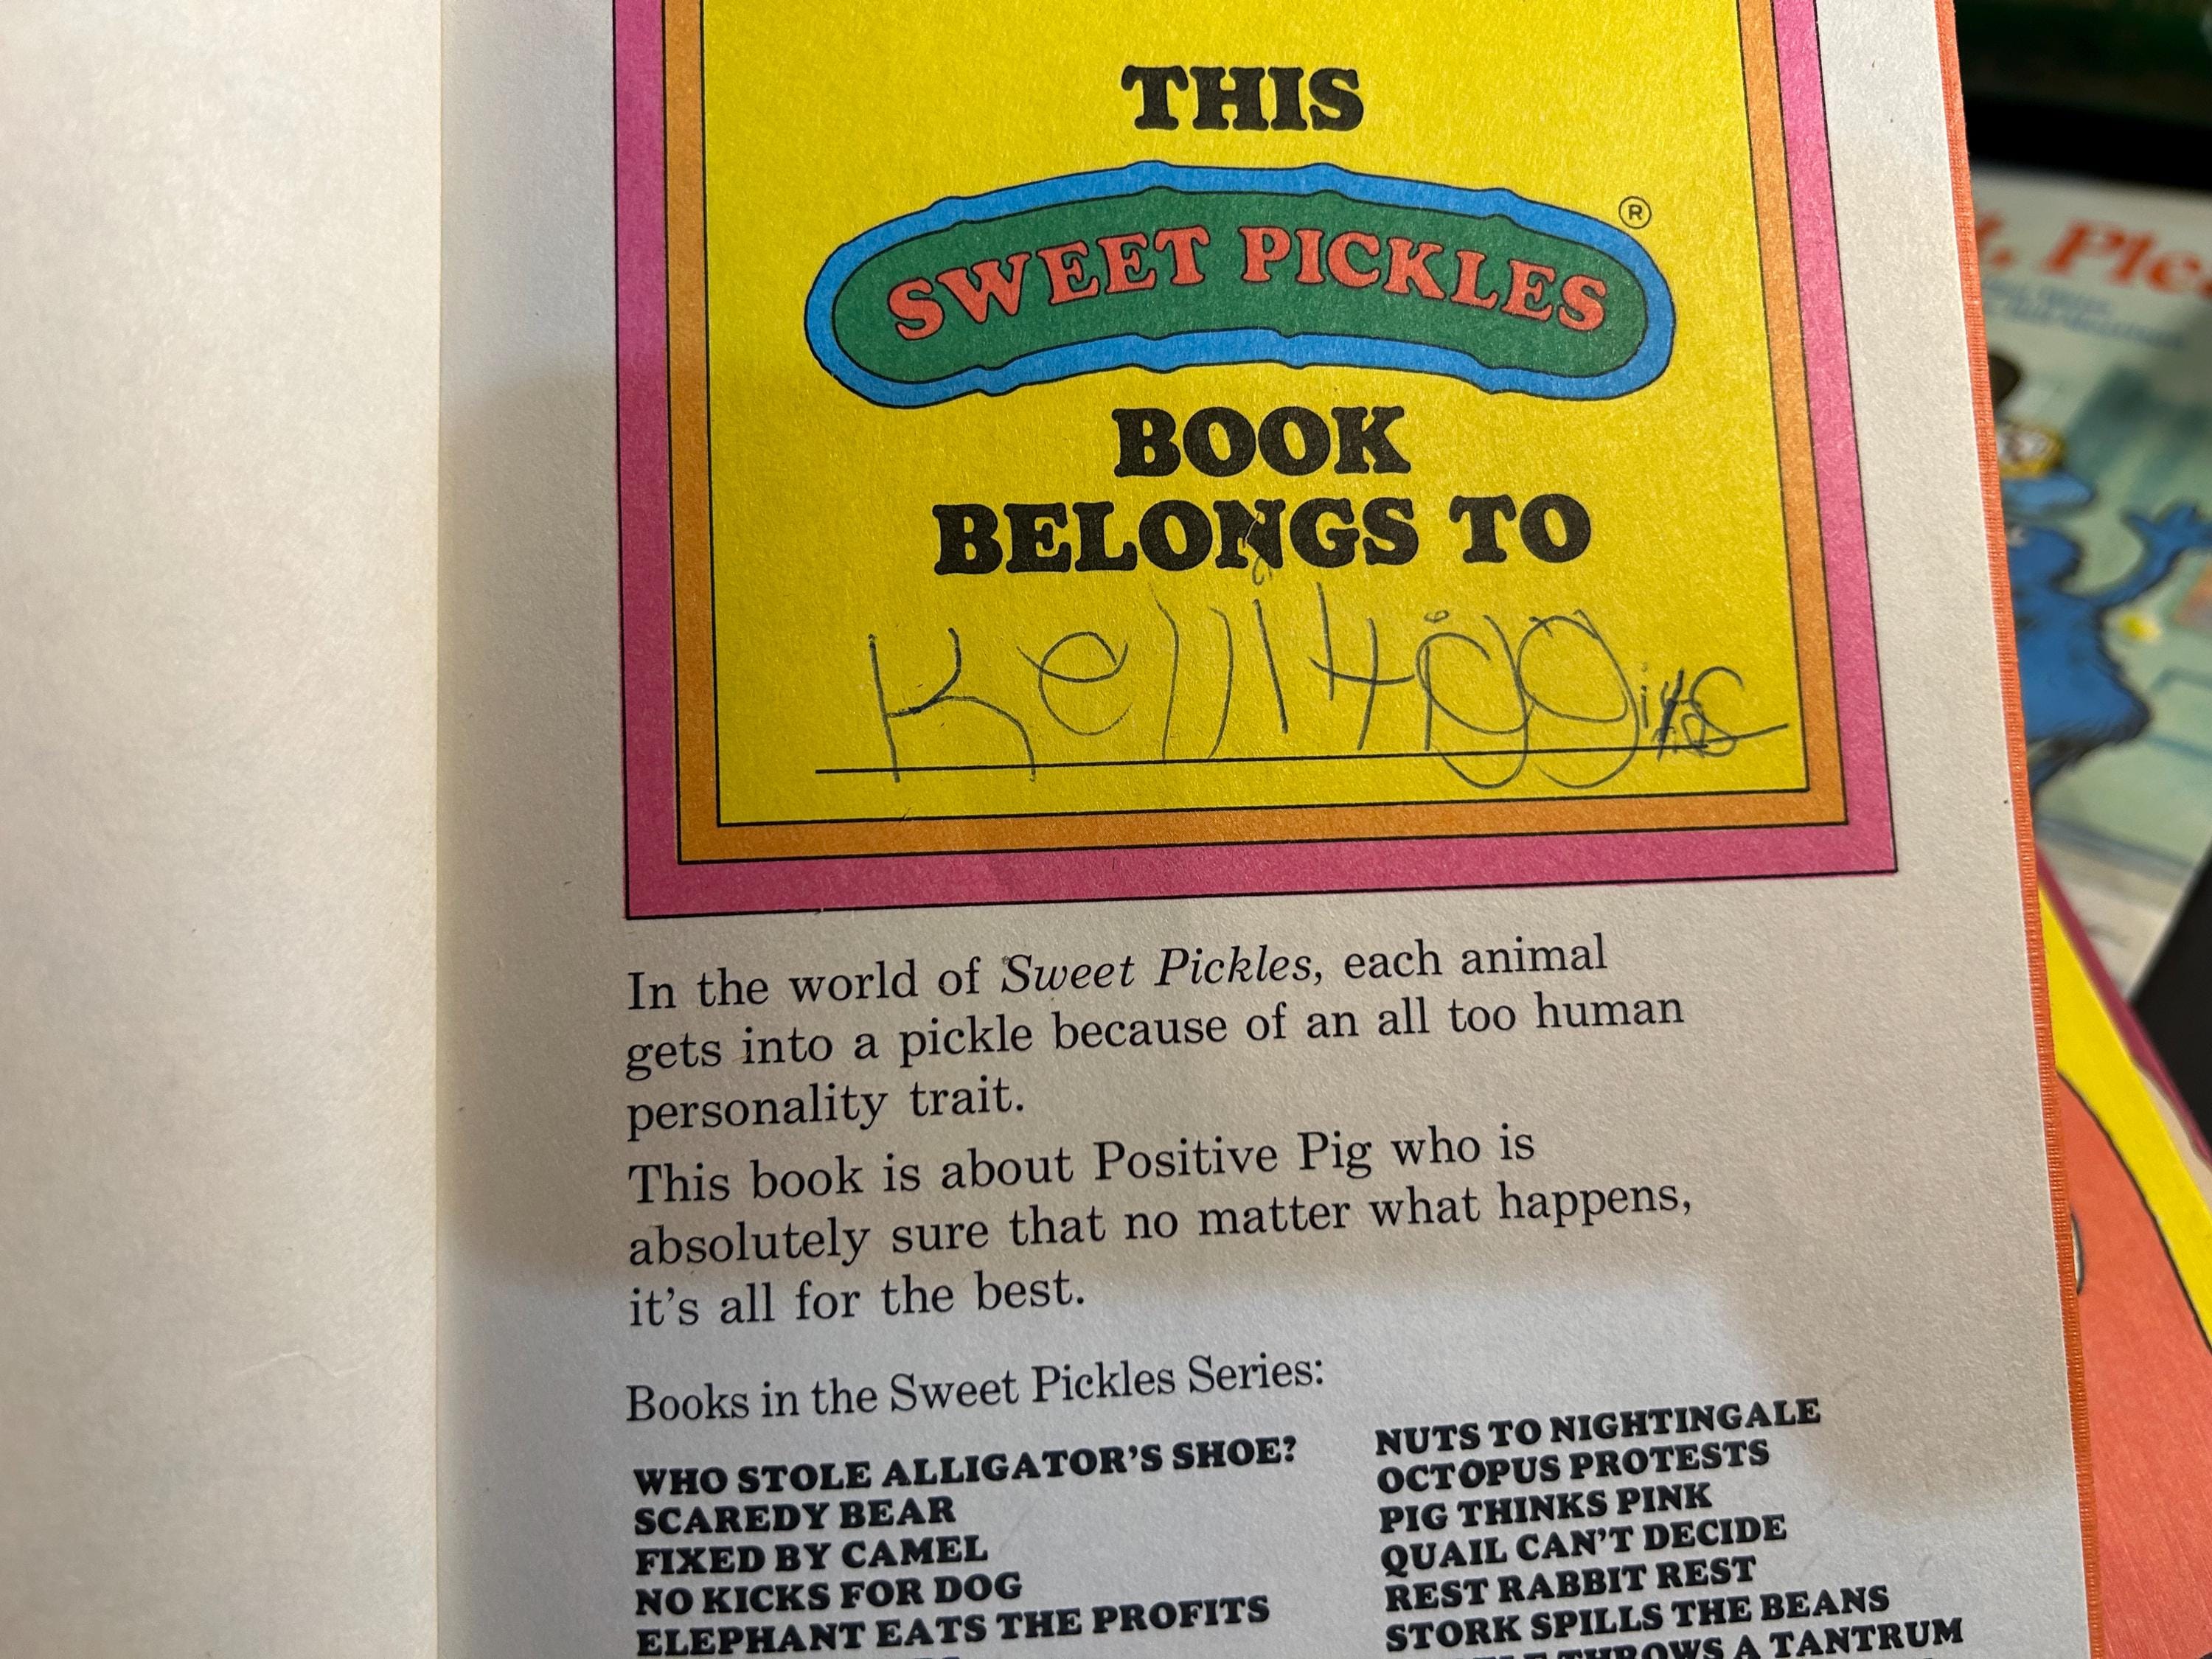 THIS
SWEET PICKLES ®
BOOK
BELONGS TO
Kelli Higgins
In the world of Sweet Pickles, each animal
gets into a pickle because of an all too human
personality trait.
This book is about Positive Pig who is
absolutely sure that no matter what happens,
it's all for the best.
Books in the Sweet Pickles Series:
WHO STOLE ALLIGATOR'S SHOE?
SCAREDY BEAR
FIXED BY CAMEL
NO KICKS FOR DOG
ELEPHANT EATS THE PROFITS
NUTS TO NIGHTINGALE
OCTOPUS PROTESTS
PIG THINKS PINK
QUAIL CAN'T DECIDE
REST RABBIT REST
STORK SPILLS THE BEANS
THROWS A TANTRUM